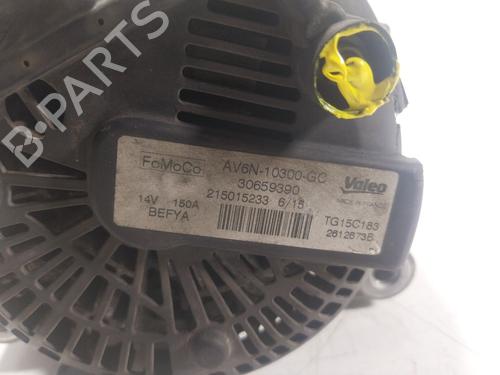 B-PARTS
FoMoCo
AV6N-10300-GC
30659390
215015233 6/15
14V 150A
BEFYA
Valeo
MADE IN FRANCE
TG15C183
2612673B